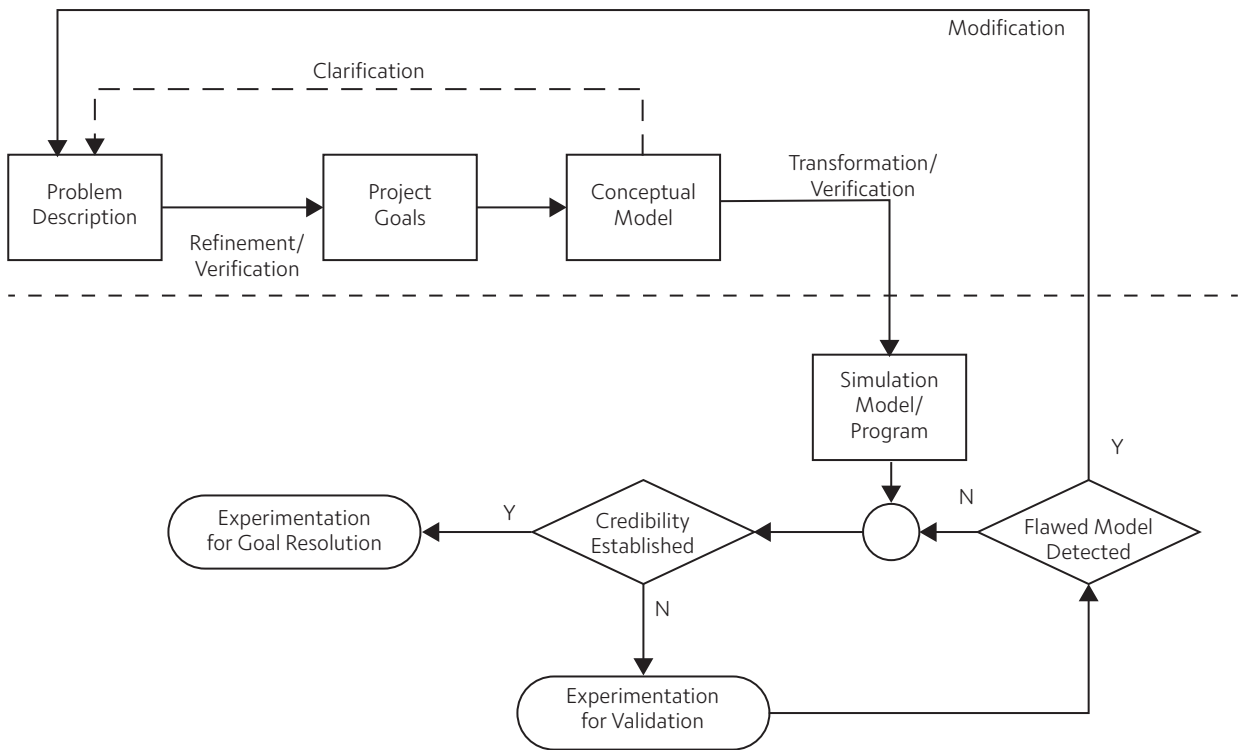 Modification
Clarification
Problem
Description
Refinement/
Verification
Project
Goals
Conceptual
Model
Transformation/
Verification
Simulation
Model/
Program
Y
N
Flawed Model
Detected
Credibility
Established
Y
N
Experimentation
for Goal Resolution
Experimentation
for Validation